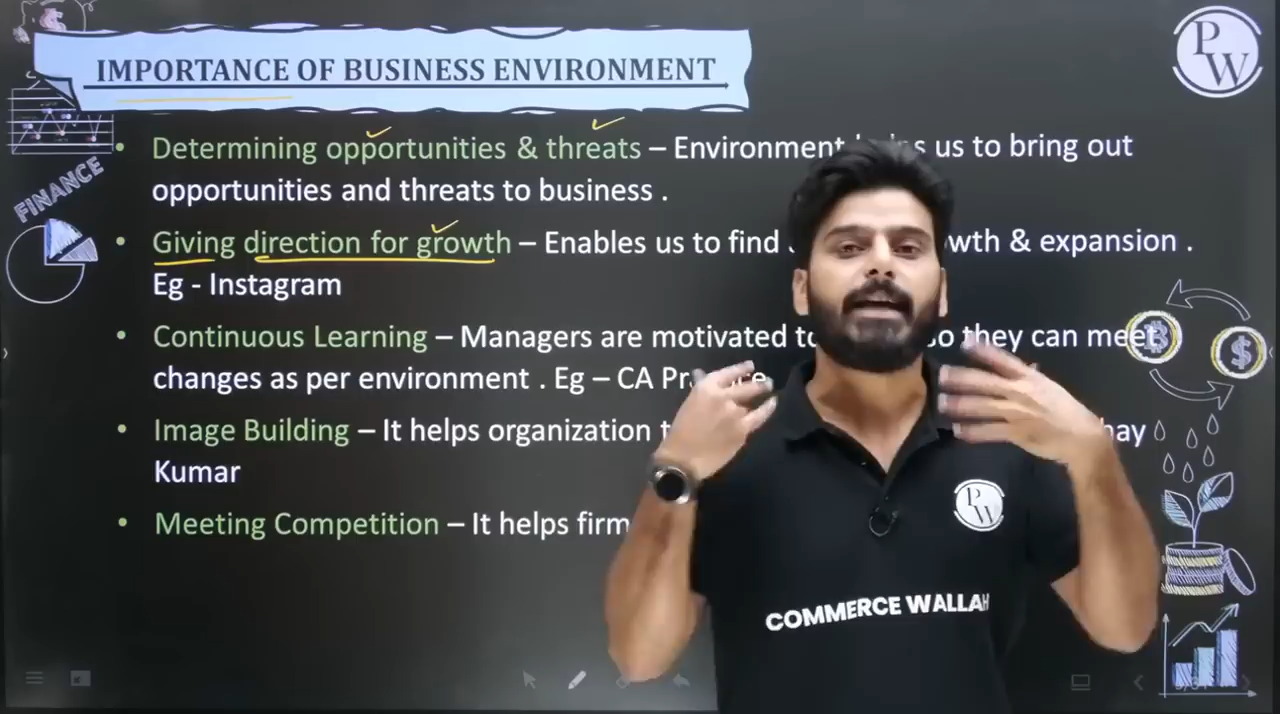 IMPORTANCE OF BUSINESS ENVIRONMENT
PW
FINANCE
• Determining opportunities & threats – Environment us to bring out
opportunities and threats to business .
• Giving direction for growth – Enables us to find & expansion .
Eg - Instagram
• Continuous Learning – Managers are motivated they can meet
changes as per environment . Eg – CA
• Image Building – It helps organization
Kumar
• Meeting Competition – It helps firm
PW
COMMERCE WALLAH